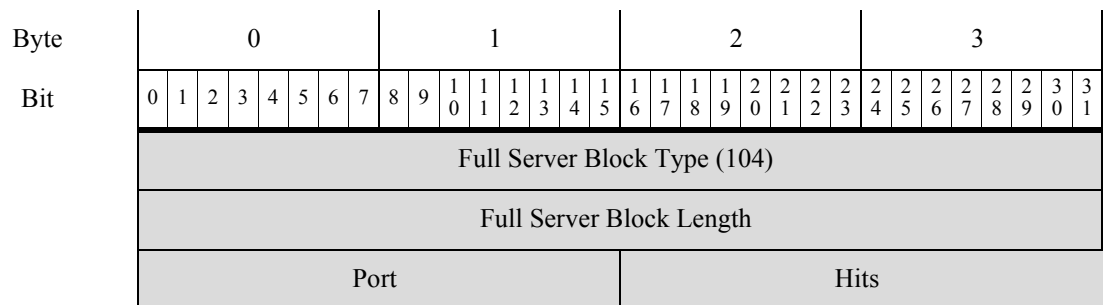 Byte 0 1 2 3
Bit 0 1 2 3 4 5 6 7 8 9 10 11 12 13 14 15 16 17 18 19 20 21 22 23 24 25 26 27 28 29 30 31
Full Server Block Type (104)
Full Server Block Length
Port Hits